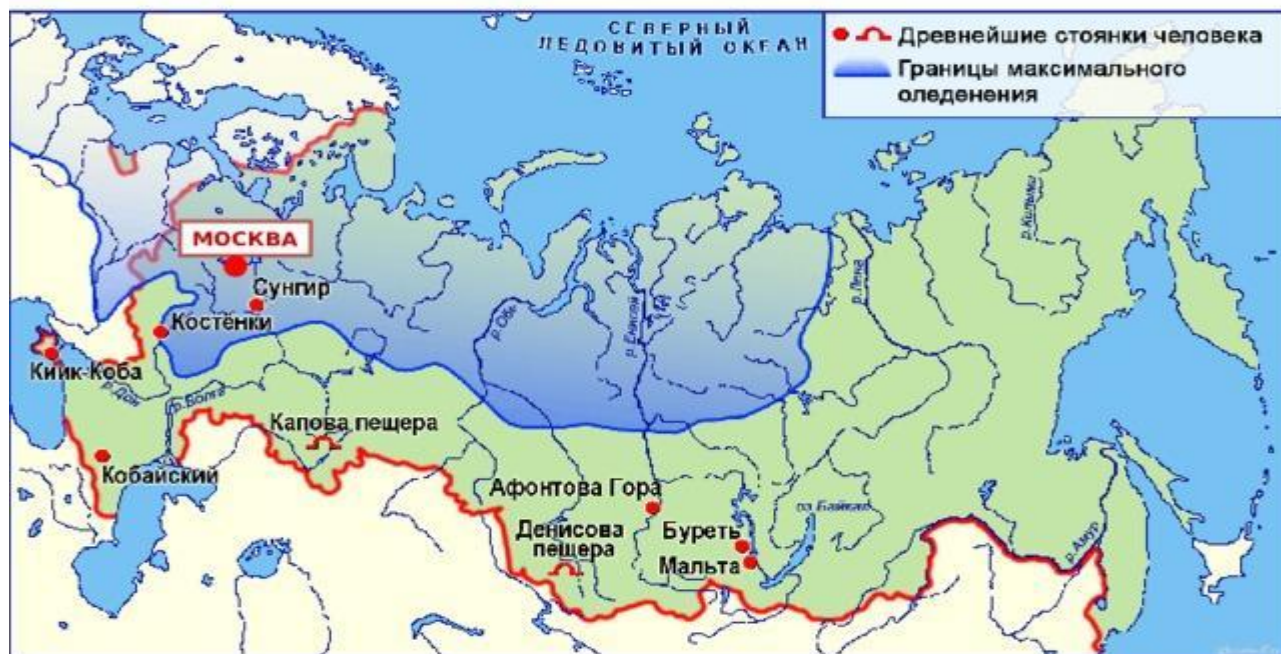 СЕВЕРНЫЙ
ЛЕДОВИТЫЙ ОКЕАН
Древнейшие стоянки человека
Границы максимального
оледенения
МОСКВА
Сунгир
Костёнки
Киик-Коба
р.Дон
р.Волга
р.Обь
р.Енисей
р.Лена
р.Колыма
Капова пещера
Кобайский
Афонтова Гора
Денисова
пещера
Буреть
Мальта
оз.Байкал
р.Амур